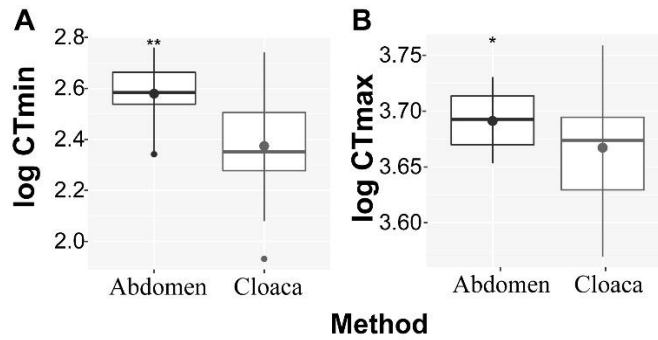 A
log CTmin
2.8
2.6
2.4
2.2
2.0
**
Abdomen Cloaca
B
log CTmax
3.75
3.70
3.65
3.60
*
Abdomen Cloaca
Method